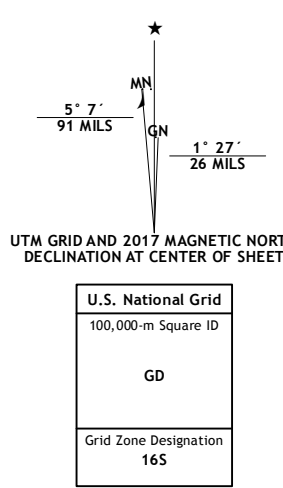 MN
GN
5° 7´
91 MILS
1° 27´
26 MILS
UTM GRID AND 2017 MAGNETIC NORT
DECLINATION AT CENTER OF SHEET
U.S. National Grid
100,000-m Square ID
GD
Grid Zone Designation
16S